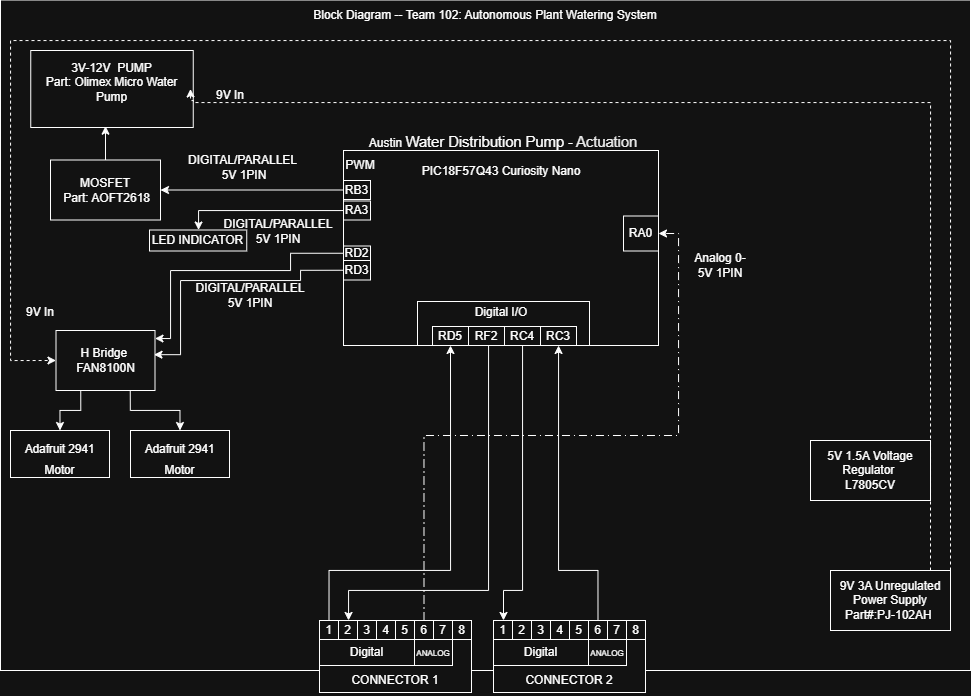 Block Diagram -- Team 102: Autonomous Plant Watering System
3V-12V PUMP
Part: Olimex Micro Water
Pump
9V In
Austin Water Distribution Pump - Actuation
PWM
PIC18F57Q43 Curiosity Nano
DIGITAL/PARALLEL
5V 1PIN
MOSFET
Part: AOFT2618
RB3
RA3
DIGITAL/PARALLEL
5V 1PIN
LED INDICATOR
RA0
RD2
RD3
Analog 0-
5V 1PIN
DIGITAL/PARALLEL
5V 1PIN
9V In
Digital I/O
RD5 RF2 RC4 RC3
H Bridge
FAN8100N
Adafruit 2941
Motor
Adafruit 2941
Motor
5V 1.5A Voltage
Regulator
L7805CV
9V 3A Unregulated
Power Supply
Part#:PJ-102AH
1 2 3 4 5 6 7 8
Digital
ANALOG
CONNECTOR 1
1 2 3 4 5 6 7 8
Digital
ANALOG
CONNECTOR 2